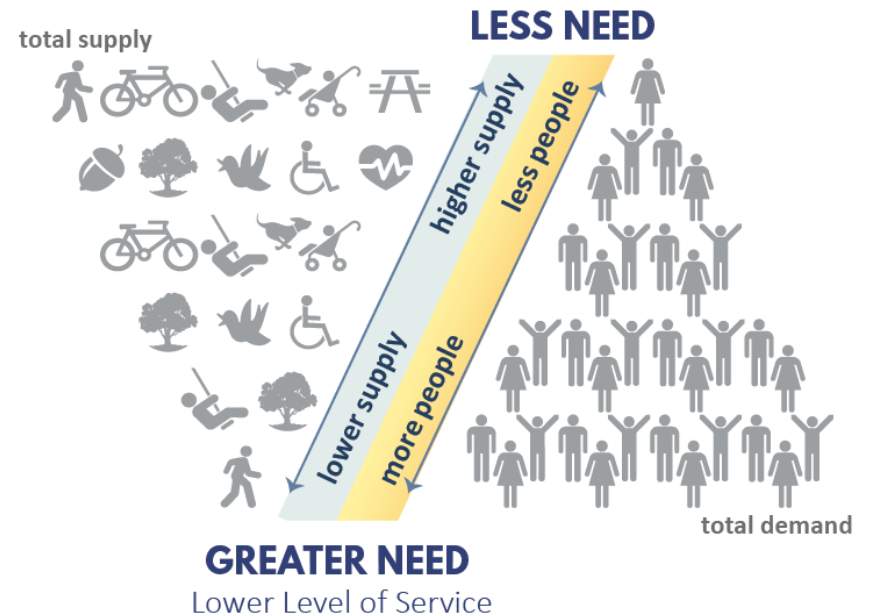 LESS NEED
total supply
higher supply
less people
lower supply
more people
total demand
GREATER NEED
Lower Level of Service